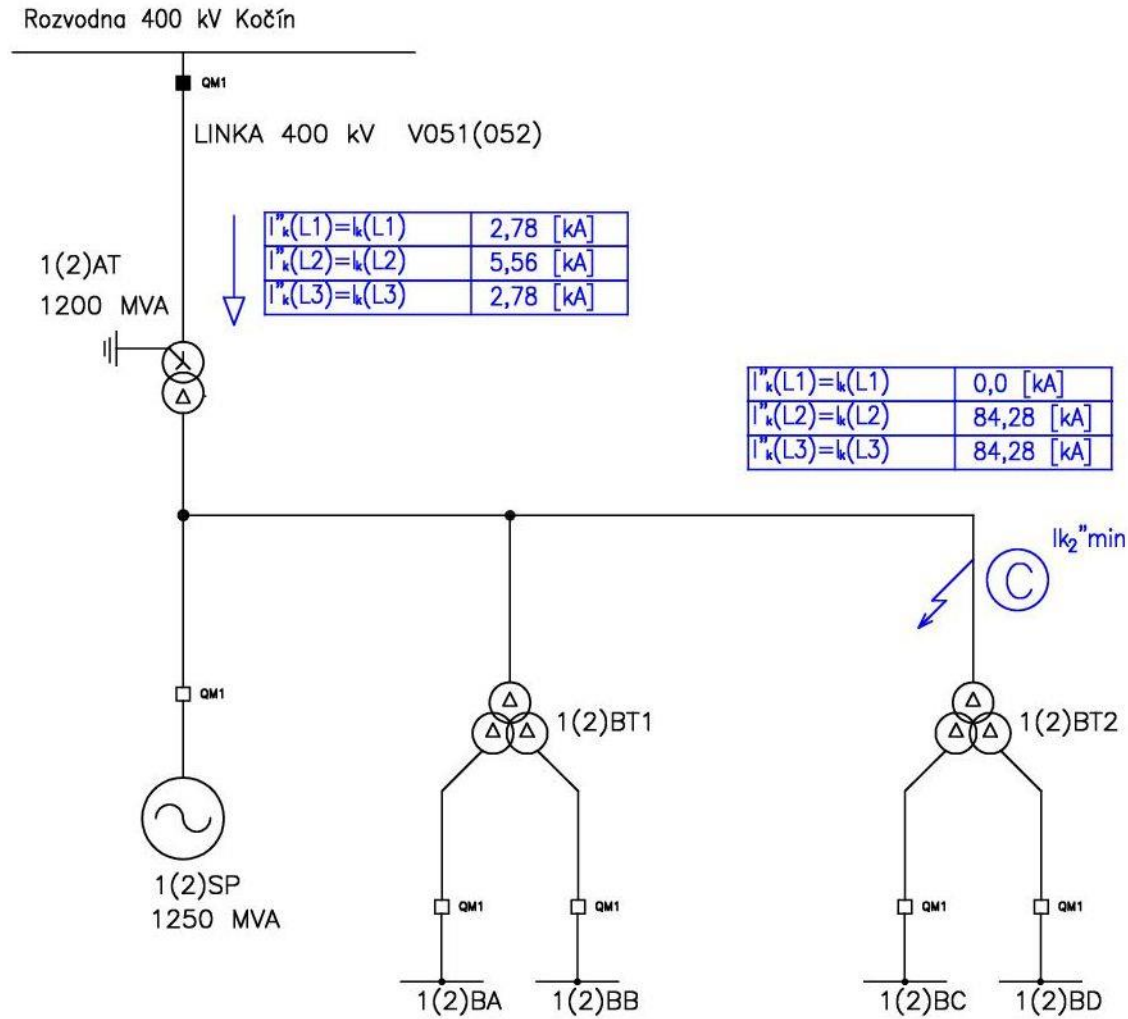 Rozvodna 400 kV Kočín
QM1
LINKA 400 kV V051(052)
I"k(L1)=Ik(L1) 2,78 [kA]
I"k(L2)=Ik(L2) 5,56 [kA]
I"k(L3)=Ik(L3) 2,78 [kA]
1(2)AT
1200 MVA
I"k(L1)=Ik(L1) 0,0 [kA]
I"k(L2)=Ik(L2) 84,28 [kA]
I"k(L3)=Ik(L3) 84,28 [kA]
Ik2"min
C
QM1
1(2)BT1
1(2)BT2
1(2)SP
1250 MVA
QM1
QM1
QM1
QM1
1(2)BA
1(2)BB
1(2)BC
1(2)BD